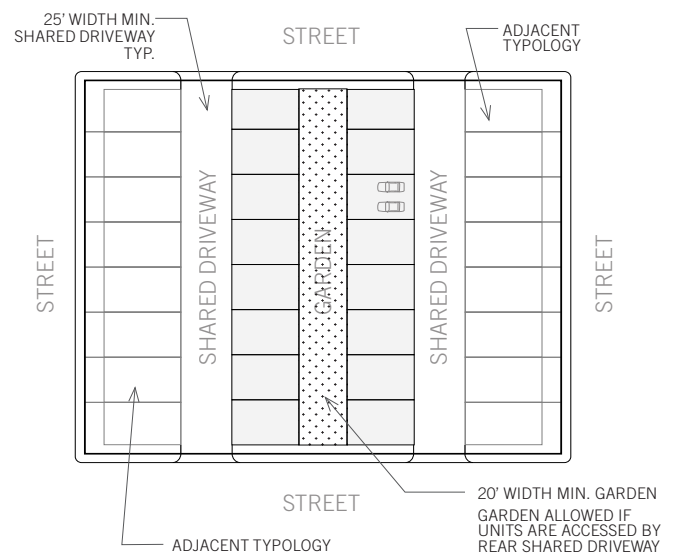 25' WIDTH MIN.
SHARED DRIVEWAY
TYP.
STREET
ADJACENT
TYPOLOGY
STREET
SHARED DRIVEWAY
GARDEN
SHARED DRIVEWAY
STREET
STREET
ADJACENT TYPOLOGY
20' WIDTH MIN. GARDEN
GARDEN ALLOWED IF
UNITS ARE ACCESSED BY
REAR SHARED DRIVEWAY